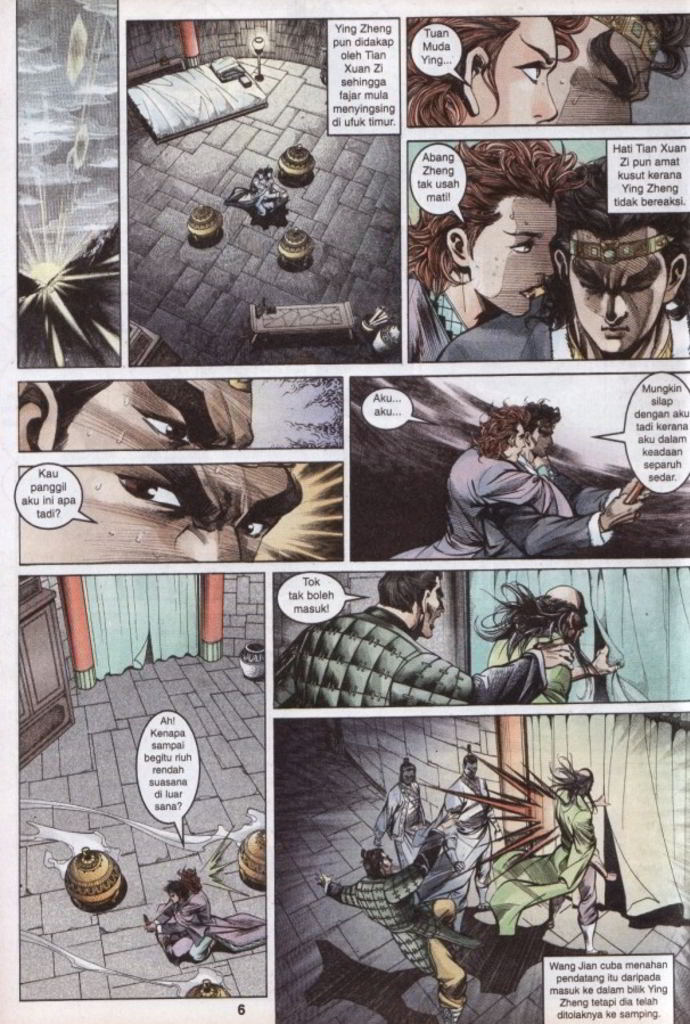 Ying Zheng
pun didakap
oleh Tian
Xuan Zi
sehingga
fajar mula
menyingsing
di ufuk timur.
Tuan
Muda
Ying...
Abang
Zheng
tak usah
mati!
Hati Tian Xuan
Zi pun amat
kusut kerana
Ying Zheng
tidak bereaksi.
Kau
panggil
aku ini apa
tadi?
Aku...
aku...
Mungkin
silap
dengan aku
tadi kerana
aku dalam
keadaan
separuh
sedar.
Ah!
Kenapa
sampai
begitu riuh
rendah
suasana
di luar
sana?
Tok
tak boleh
masuk!
Wang Jian cuba menahan
pendatang itu daripada
masuk ke dalam bilik Ying
Zheng tetapi dia telah
ditolaknya ke samping.
6